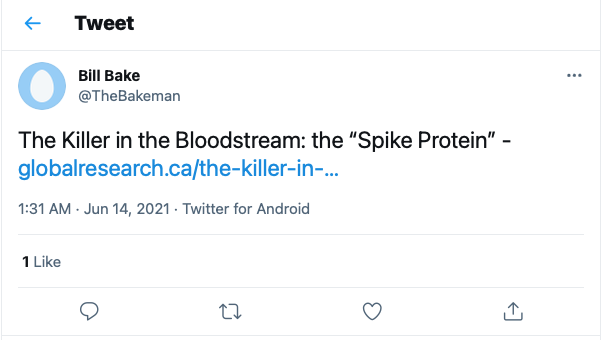 Tweet
Bill Bake
@TheBakeman
The Killer in the Bloodstream: the “Spike Protein” -
globalresearch.ca/the-killer-in-...
1:31 AM · Jun 14, 2021 · Twitter for Android
1 Like